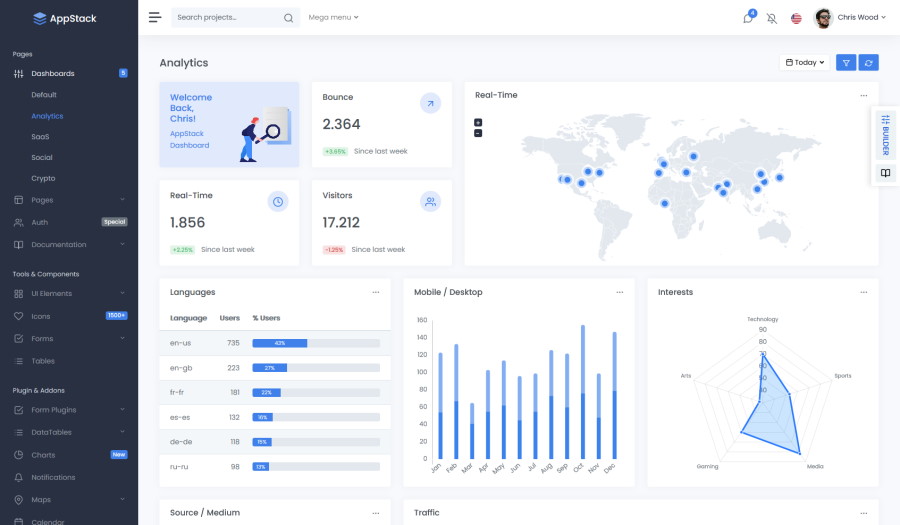 AppStack
Search projects...
Mega menu
4
Chris Wood
Pages
Dashboards
5
Default
Analytics
SaaS
Social
Crypto
Pages
Auth
Special
Documentation
Tools & Components
UI Elements
Icons
1500+
Forms
Tables
Plugin & Addons
Form Plugins
DataTables
Charts
New
Notifications
Maps
Calendar
Analytics
Today
Welcome
Back,
Chris!
AppStack
Dashboard
Bounce
2.364
+3.65%
Since last week
Real-Time
1.856
+2.25%
Since last week
Visitors
17.212
-1.25%
Since last week
Real-Time
+
-
BUILDER
Languages
Language Users % Users
en-us 735 43%
en-gb 223 27%
fr-fr 181 22%
es-es 132 16%
de-de 118 15%
ru-ru 98 13%
Mobile / Desktop
160
140
120
100
80
60
40
20
0
Jan Feb Mar Apr May Jun Jul Aug Sep Oct Nov Dec
Interests
Technology
90
80
Arts
Sports
Gaming
Media
Source / Medium
Traffic